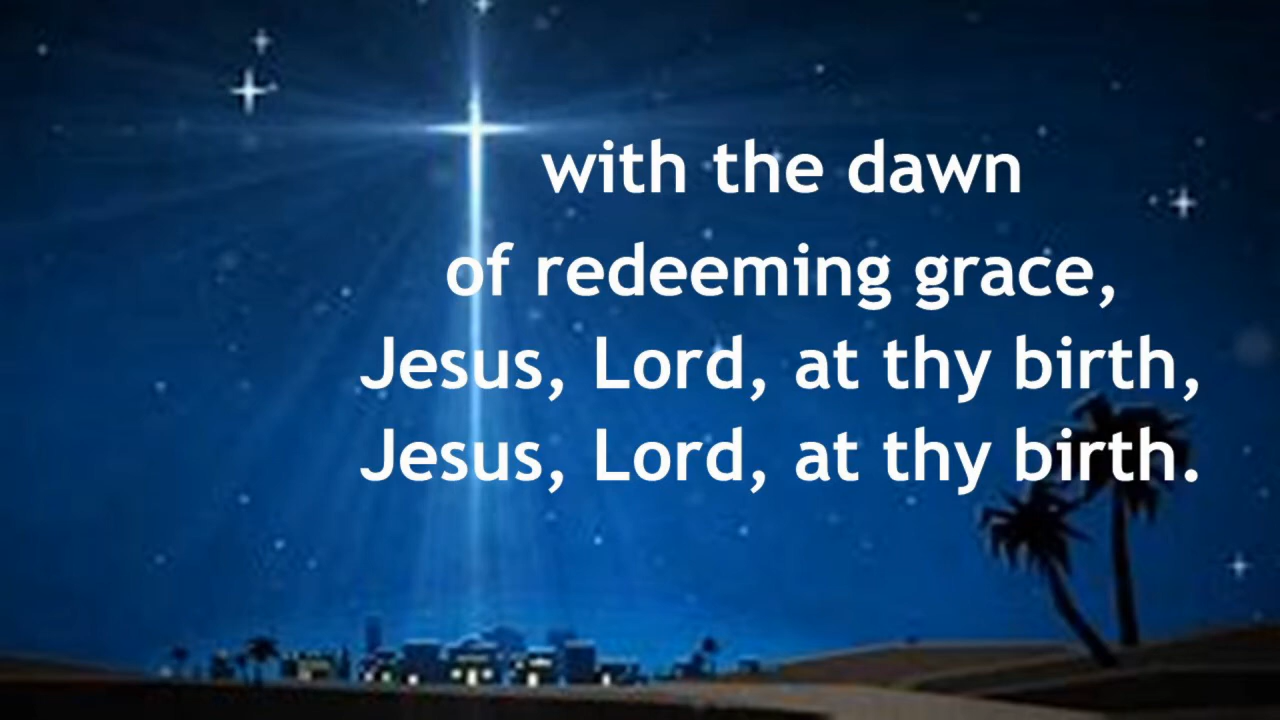 with the dawn
of redeeming grace,
Jesus, Lord, at thy birth,
Jesus, Lord, at thy birth.